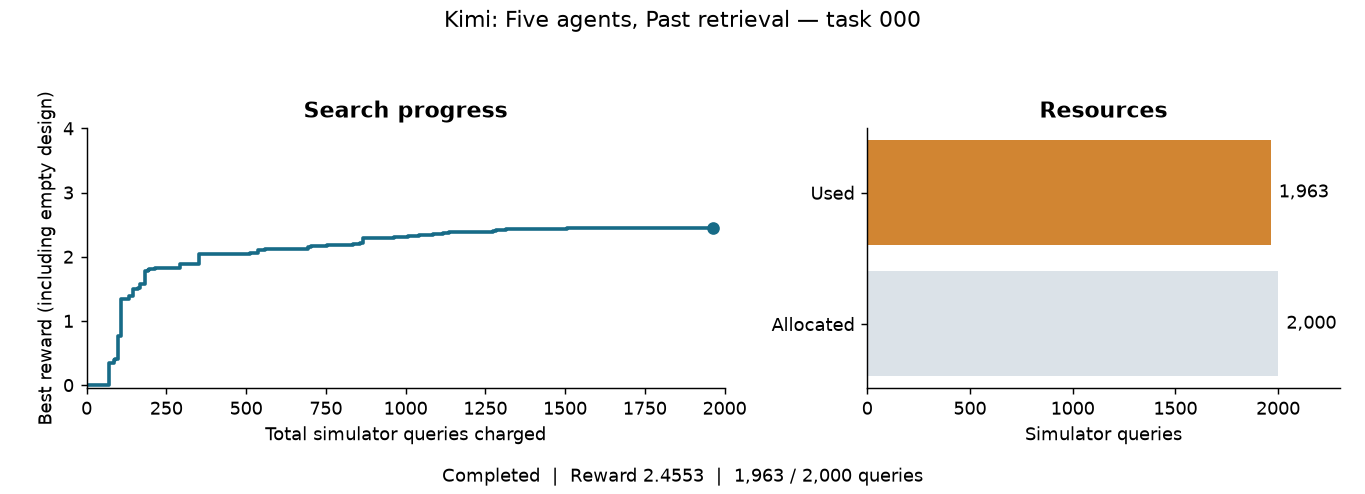 Kimi: Five agents, Past retrieval — task 000
Search progress
Best reward (including empty design)
4
3
2
1
0
0 250 500 750 1000 1250 1500 1750 2000
Total simulator queries charged
Resources
Used
1,963
Allocated
2,000
0 500 1000 1500 2000
Simulator queries
Completed | Reward 2.4553 | 1,963 / 2,000 queries